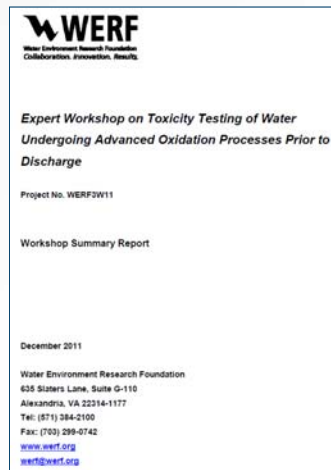 WERF
Water Environment Research Foundation
Collaboration. Innovation. Results.
Expert Workshop on Toxicity Testing of Water
Undergoing Advanced Oxidation Processes Prior to
Discharge
Project No. WERF3W11
Workshop Summary Report
December 2011
Water Environment Research Foundation
635 Slaters Lane, Suite G-110
Alexandria, VA 22314-1177
Tel: (571) 384-2100
Fax: (703) 299-0742
www.werf.org
werf@werf.org